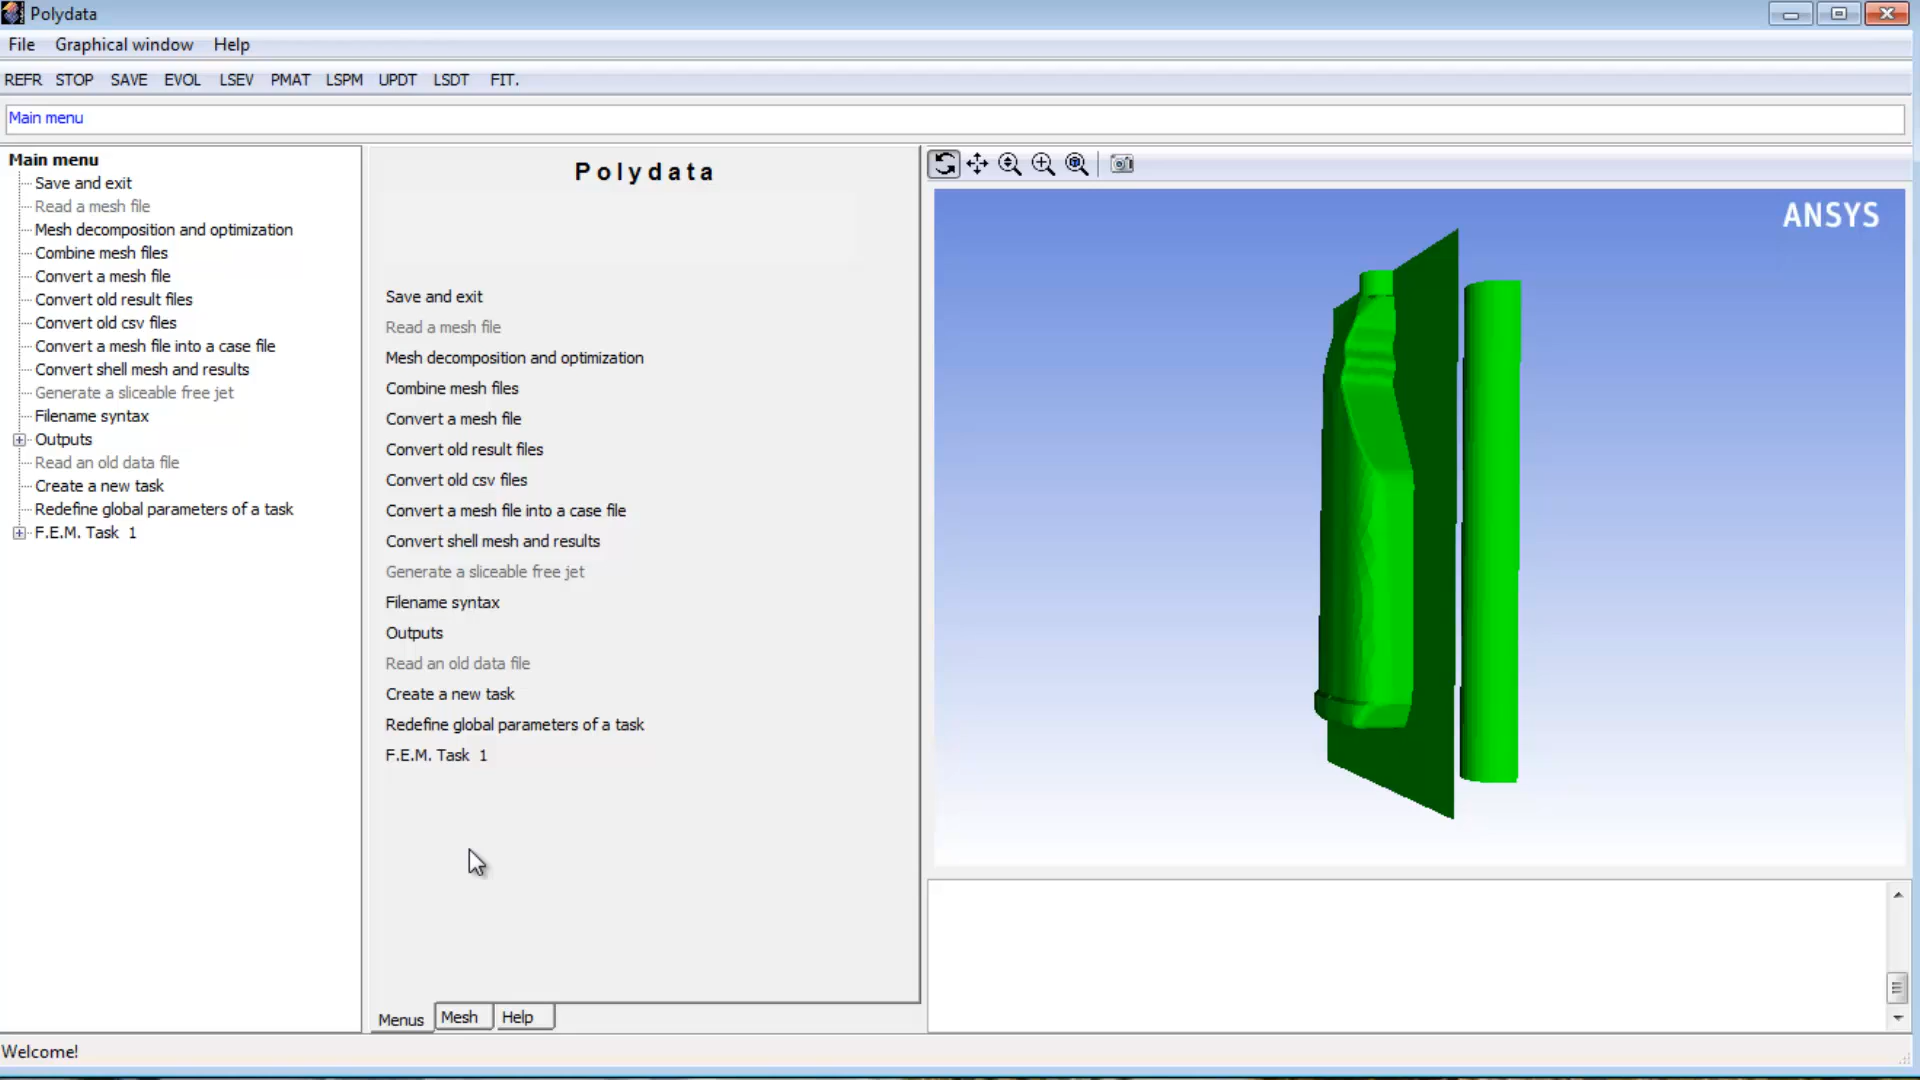 Polydata
File Graphical window Help
REFR STOP SAVE EVOL LSEV PMAT LSPM UPDT LSDT FIT.
Main menu
Main menu
Save and exit
Read a mesh file
Mesh decomposition and optimization
Combine mesh files
Convert a mesh file
Convert old result files
Convert old csv files
Convert a mesh file into a case file
Convert shell mesh and results
Generate a sliceable free jet
Filename syntax
Outputs
Read an old data file
Create a new task
Redefine global parameters of a task
F.E.M. Task 1
Polydata
Save and exit
Read a mesh file
Mesh decomposition and optimization
Combine mesh files
Convert a mesh file
Convert old result files
Convert old csv files
Convert a mesh file into a case file
Convert shell mesh and results
Generate a sliceable free jet
Filename syntax
Outputs
Read an old data file
Create a new task
Redefine global parameters of a task
F.E.M. Task 1
Menus Mesh Help
ANSYS
Welcome!